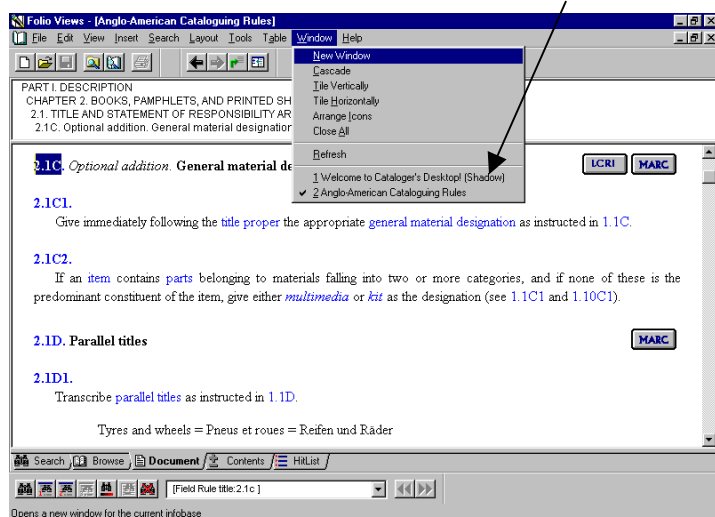 Folio Views - [Anglo-American Cataloguing Rules]
File Edit View Insert Search Layout Tools Table Window Help
New Window
Cascade
Tile Vertically
Tile Horizontally
Arrange Icons
Close All
Refresh
1 Welcome to Cataloger's Desktop! (Shadow)
✔ 2 Anglo-American Cataloguing Rules
PART I. DESCRIPTION
CHAPTER 2. BOOKS, PAMPHLETS, AND PRINTED SH
2.1. TITLE AND STATEMENT OF RESPONSIBILITY AR
2.1C. Optional addition. General material designation
2.1C. Optional addition. General material de
LCRI MARC
2.1C1.
Give immediately following the title proper the appropriate general material designation as instructed in 1.1C.
2.1C2.
If an item contains parts belonging to materials falling into two or more categories, and if none of these is the
predominant constituent of the item, give either multimedia or kit as the designation (see 1.1C1 and 1.10C1).
2.1D. Parallel titles MARC
2.1D1.
Transcribe parallel titles as instructed in 1.1D.
Tyres and wheels = Pneus et roues = Reifen und Räder
Search Browse Document Contents HitList
[Field Rule title:2.1c ]
Opens a new window for the current infobase